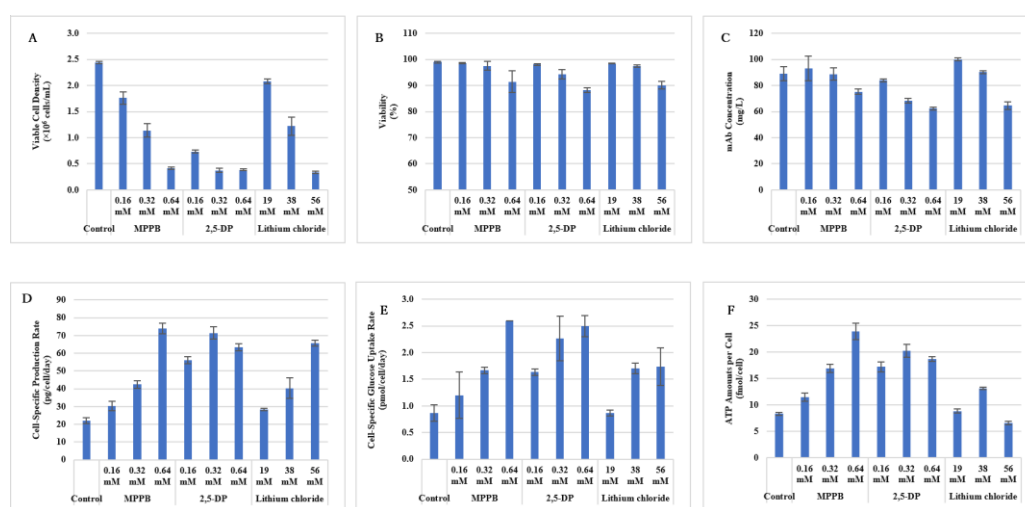 A
Viable Cell Density
(×10⁶ cells/mL)
3.0
2.5
2.0
1.5
1.0
0.5
0.0
0.16 0.32 0.64 0.16 0.32 0.64 19 38 56
mM mM mM mM mM mM mM mM mM
Control MPPB 2,5-DP Lithium chloride
B
Viability
(%)
110
100
90
80
70
60
50
0.16 0.32 0.64 0.16 0.32 0.64 19 38 56
mM mM mM mM mM mM mM mM mM
Control MPPB 2,5-DP Lithium chloride
C
mAb Concentration
(mg/L)
120
100
80
60
40
20
0
0.16 0.32 0.64 0.16 0.32 0.64 19 38 56
mM mM mM mM mM mM mM mM mM
Control MPPB 2,5-DP Lithium chloride
D
Cell-Specific Production Rate
(pg/cell/day)
90
80
70
60
50
40
30
20
10
0
0.16 0.32 0.64 0.16 0.32 0.64 19 38 56
mM mM mM mM mM mM mM mM mM
Control MPPB 2,5-DP Lithium chloride
E
Cell-Specific Glucose Uptake Rate
(pmol/cell/day)
3.0
2.5
2.0
1.5
1.0
0.5
0.0
0.16 0.32 0.64 0.16 0.32 0.64 19 38 56
mM mM mM mM mM mM mM mM mM
Control MPPB 2,5-DP Lithium chloride
F
ATP Amounts per Cell
(fmol/cell)
30
25
20
15
10
5
0
0.16 0.32 0.64 0.16 0.32 0.64 19 38 56
mM mM mM mM mM mM mM mM mM
Control MPPB 2,5-DP Lithium chloride